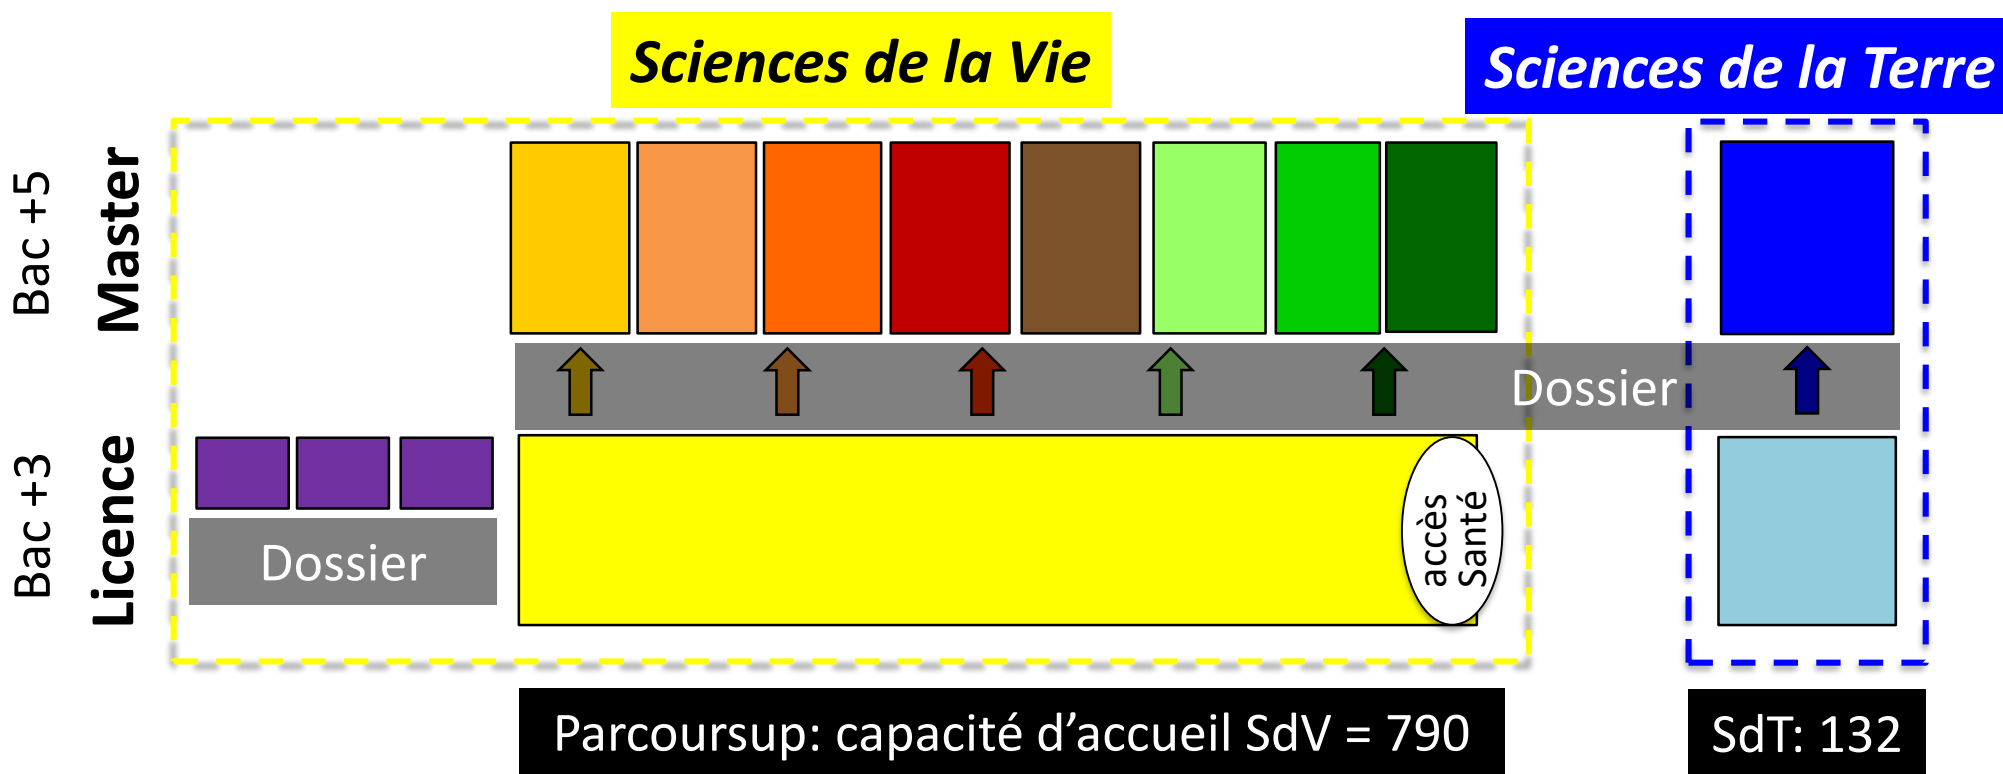 Sciences de la Vie
Sciences de la Terre
Bac +5
Master
Dossier
Bac +3
Licence
Dossier
accès
Santé
Parcoursup: capacité d’accueil SdV = 790
SdT: 132